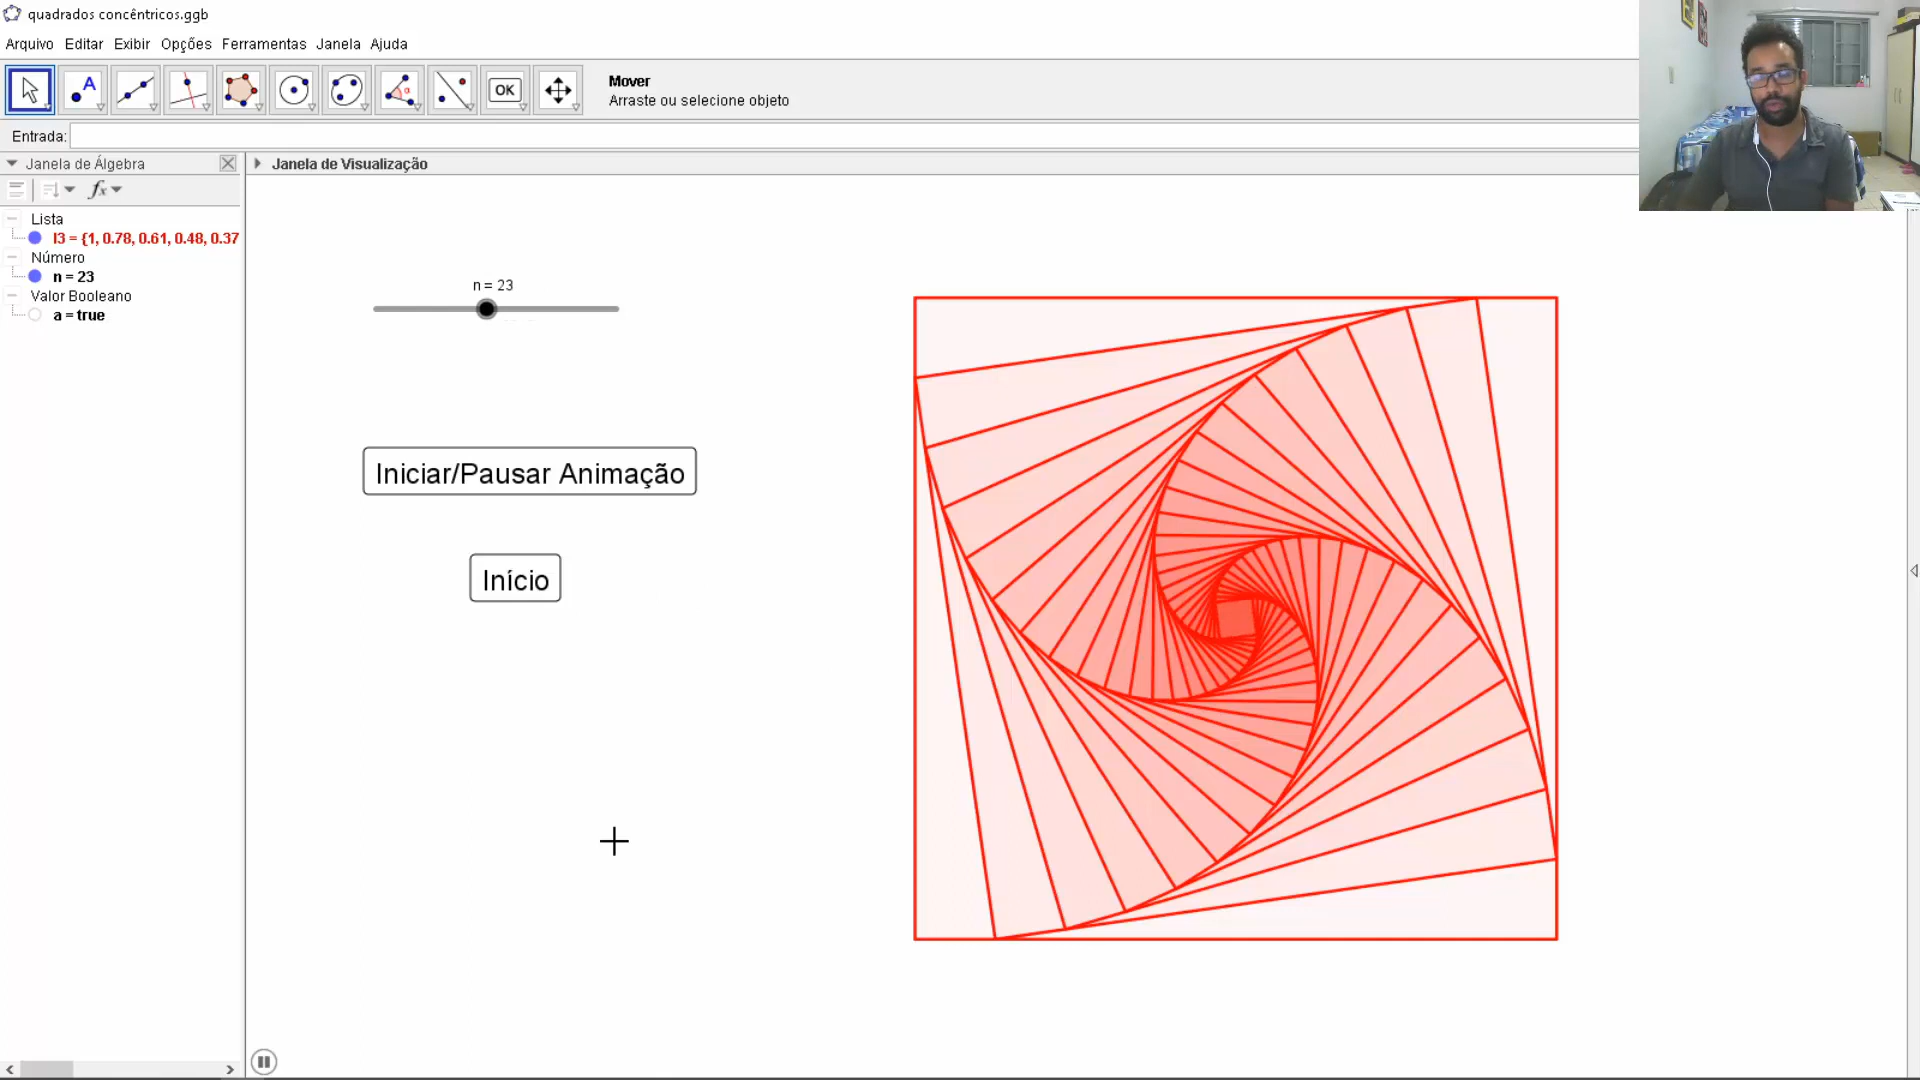 quadrados concêntricos.ggb
Arquivo Editar Exibir Opções Ferramentas Janela Ajuda
A
α
OK
Mover
Arraste ou selecione objeto
Entrada:
Janela de Álgebra
Janela de Visualização
fx
Lista
l3 = {1, 0.78, 0.61, 0.48, 0.37
Número
n = 23
Valor Booleano
a = true
n = 23
Iniciar/Pausar Animação
Início